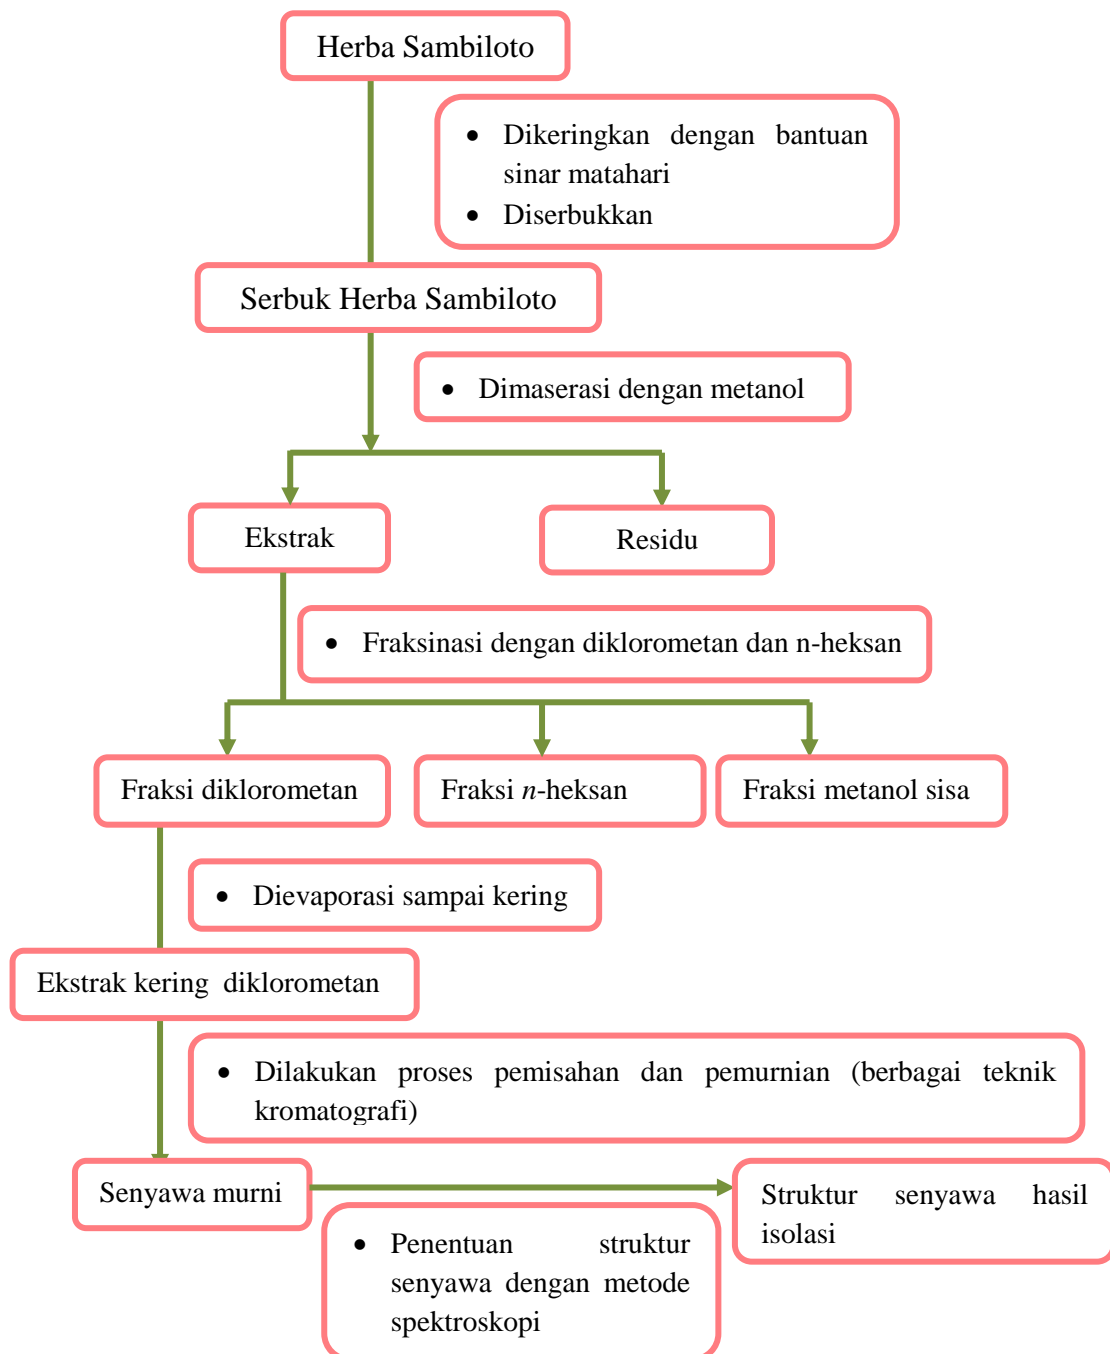 Herba Sambiloto
• Dikeringkan dengan bantuan
sinar matahari
• Diserbukkan
Serbuk Herba Sambiloto
• Dimaserasi dengan metanol
Ekstrak
Residu
• Fraksinasi dengan diklorometan dan n-heksan
Fraksi diklorometan
Fraksi n-heksan
Fraksi metanol sisa
• Dievaporasi sampai kering
Ekstrak kering diklorometan
• Dilakukan proses pemisahan dan pemurnian (berbagai teknik
kromatografi)
Senyawa murni
Struktur senyawa hasil
isolasi
• Penentuan struktur
senyawa dengan metode
spektroskopi